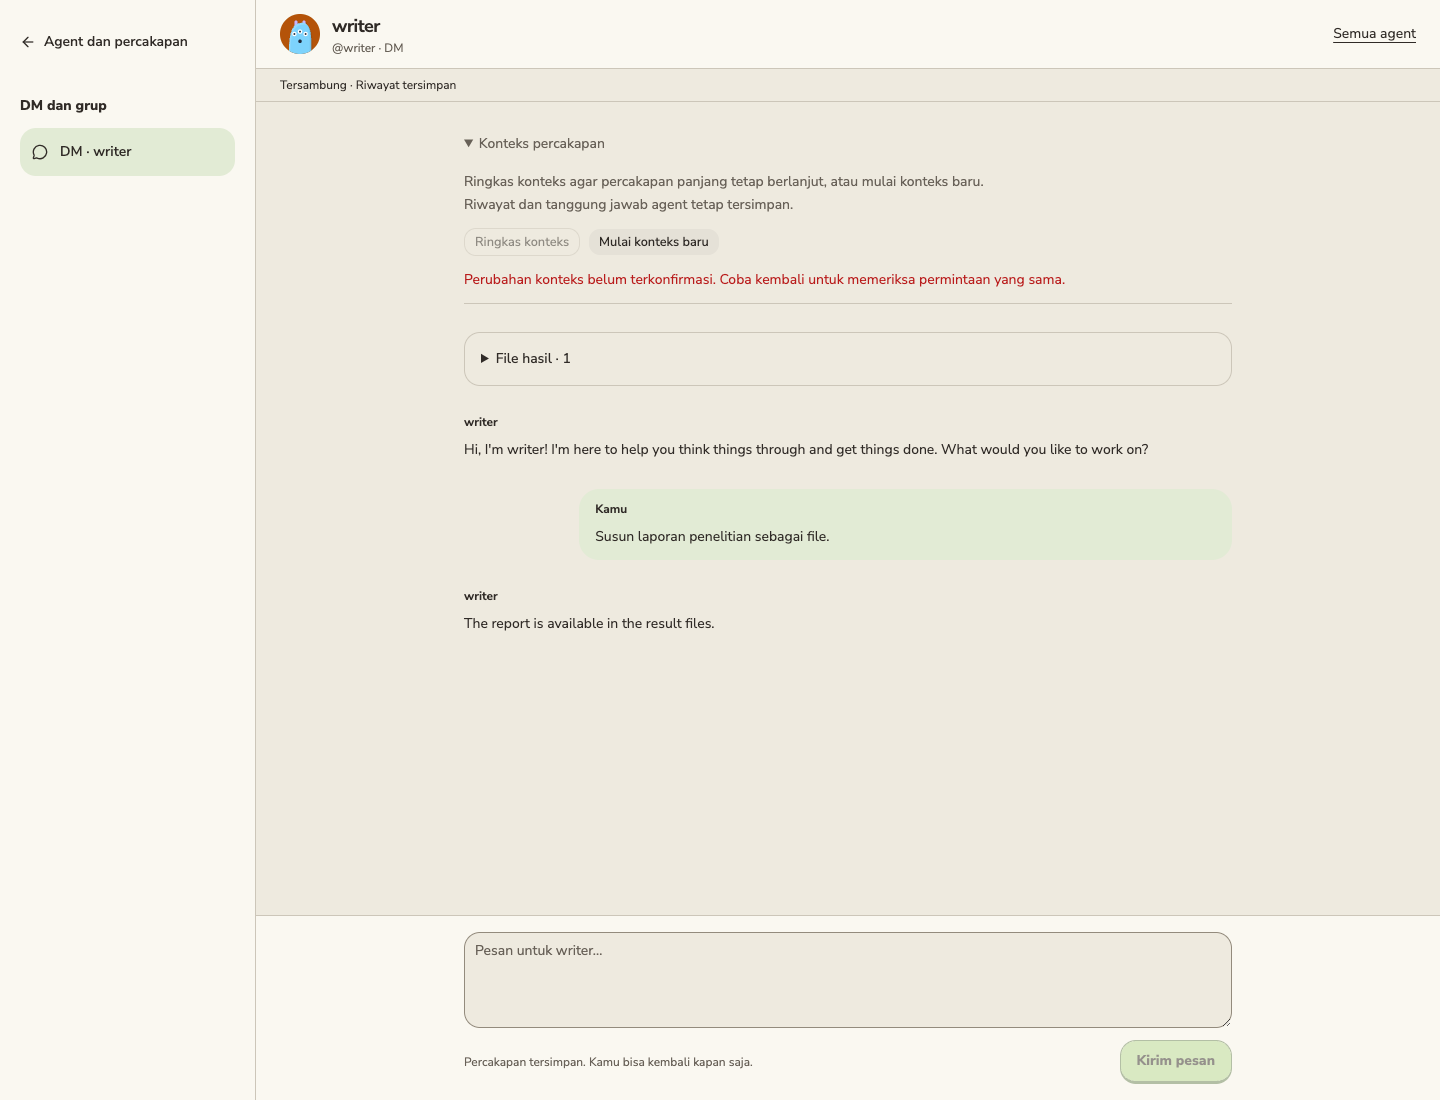 Agent dan percakapan
DM dan grup
DM · writer
writer
@writer · DM
Semua agent
Tersambung · Riwayat tersimpan
Konteks percakapan
Ringkas konteks agar percakapan panjang tetap berlanjut, atau mulai konteks baru.
Riwayat dan tanggung jawab agent tetap tersimpan.
Ringkas konteks
Mulai konteks baru
Perubahan konteks belum terkonfirmasi. Coba kembali untuk memeriksa permintaan yang sama.
File hasil · 1
writer
Hi, I'm writer! I'm here to help you think things through and get things done. What would you like to work on?
Kamu
Susun laporan penelitian sebagai file.
writer
The report is available in the result files.
Pesan untuk writer...
Percakapan tersimpan. Kamu bisa kembali kapan saja.
Kirim pesan